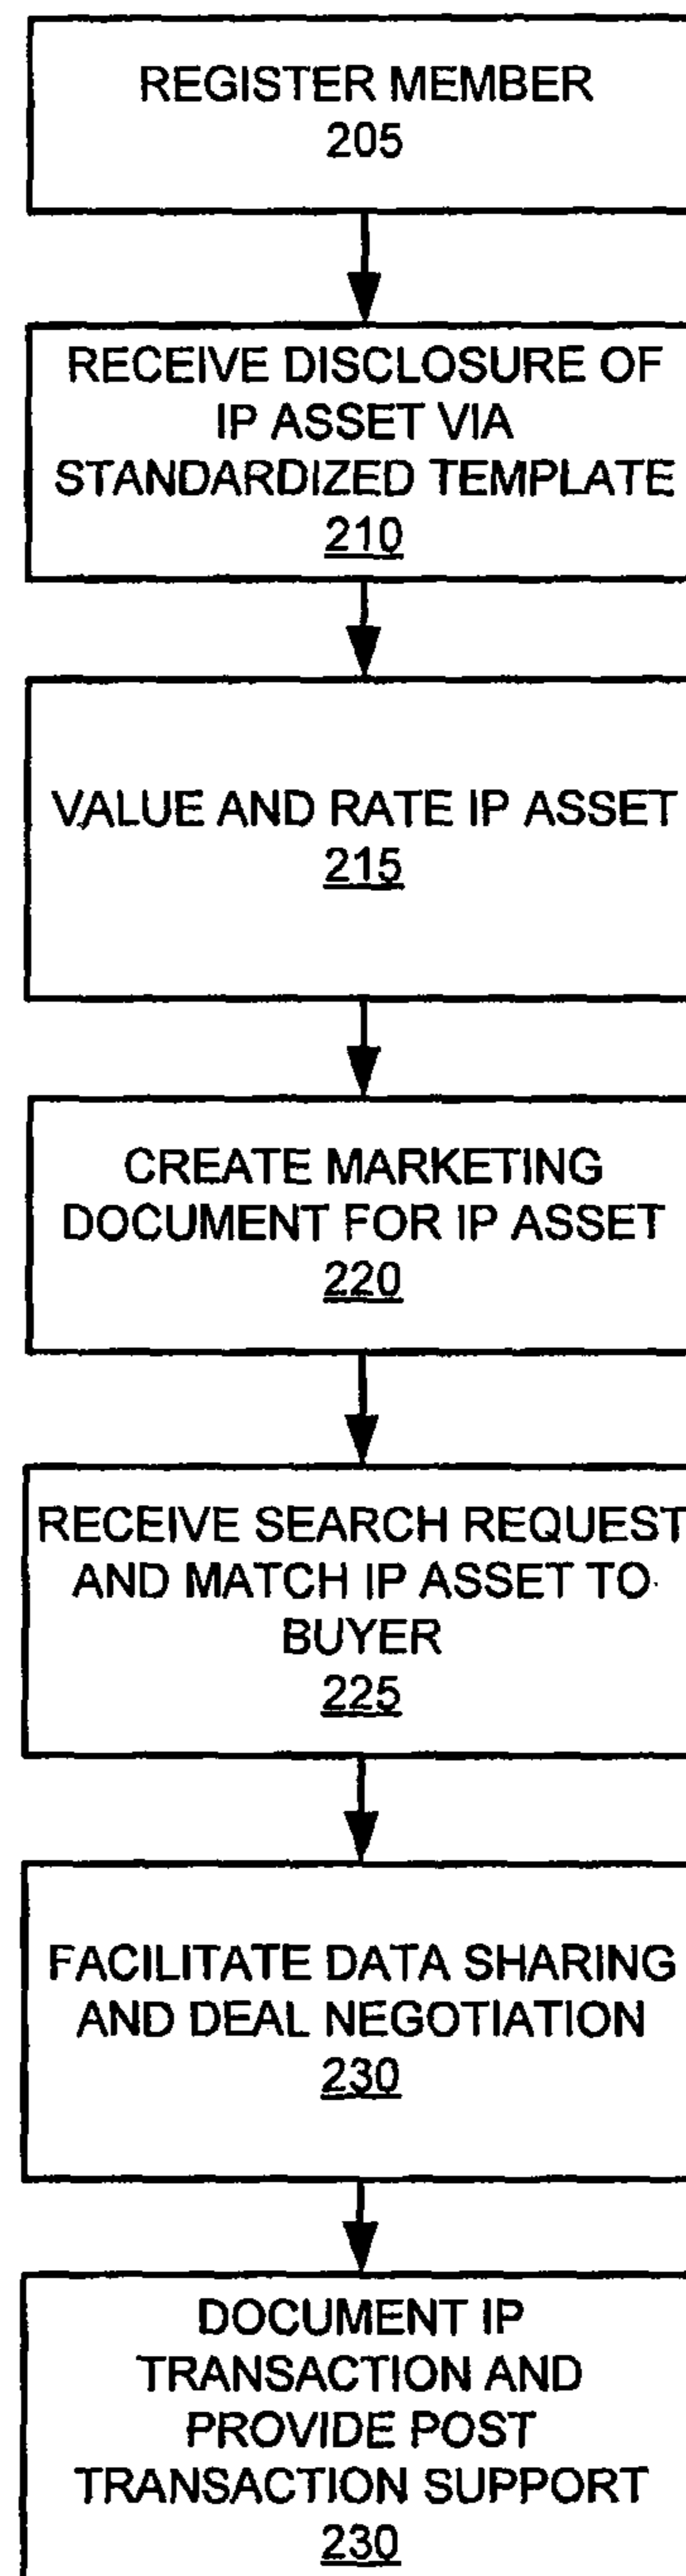 REGISTER MEMBER
205
RECEIVE DISCLOSURE OF
IP ASSET VIA
STANDARDIZED TEMPLATE
210
VALUE AND RATE IP ASSET
215
CREATE MARKETING
DOCUMENT FOR IP ASSET
220
RECEIVE SEARCH REQUEST
AND MATCH IP ASSET TO
BUYER
225
FACILITATE DATA SHARING
AND DEAL NEGOTIATION
230
DOCUMENT IP
TRANSACTION AND
PROVIDE POST
TRANSACTION SUPPORT
230